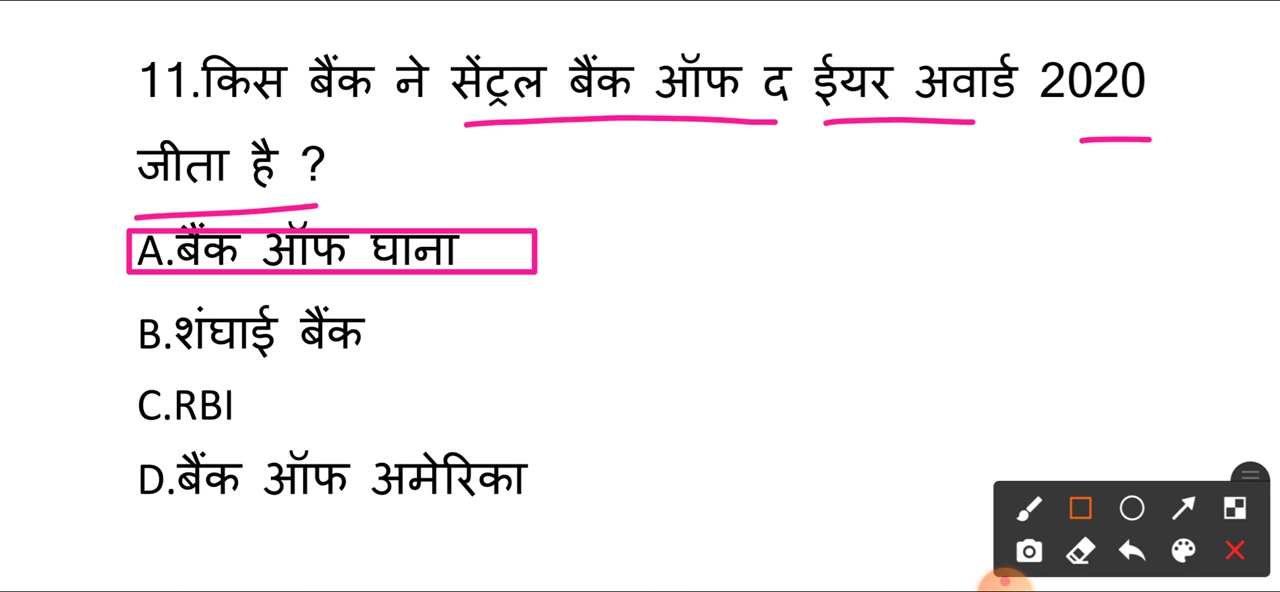 11.किस बैंक ने सेंट्रल बैंक ऑफ द ईयर अवार्ड 2020
जीता है ?
A.बैंक ऑफ घाना
B.शंघाई बैंक
C.RBI
D.बैंक ऑफ अमेरिका